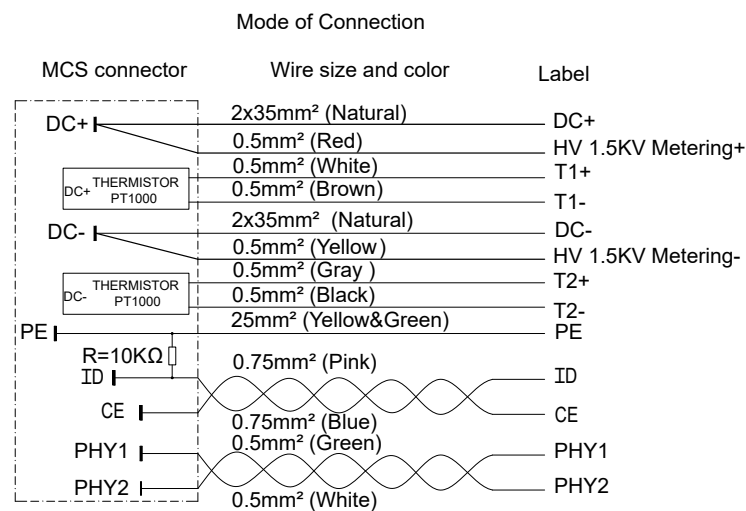 Mode of Connection
MCS connector Wire size and color Label
DC+ 2x35mm² (Natural) DC+
0.5mm² (Red) HV 1.5KV Metering+
0.5mm² (White) T1+
DC+ THERMISTOR PT1000
0.5mm² (Brown) T1-
DC- 2x35mm² (Natural) DC-
0.5mm² (Yellow) HV 1.5KV Metering-
0.5mm² (Gray ) T2+
DC- THERMISTOR PT1000
0.5mm² (Black) T2-
PE 25mm² (Yellow&Green) PE
R=10KΩ
ID 0.75mm² (Pink) ID
CE 0.75mm² (Blue) CE
PHY1 0.5mm² (Green) PHY1
PHY2 0.5mm² (White) PHY2